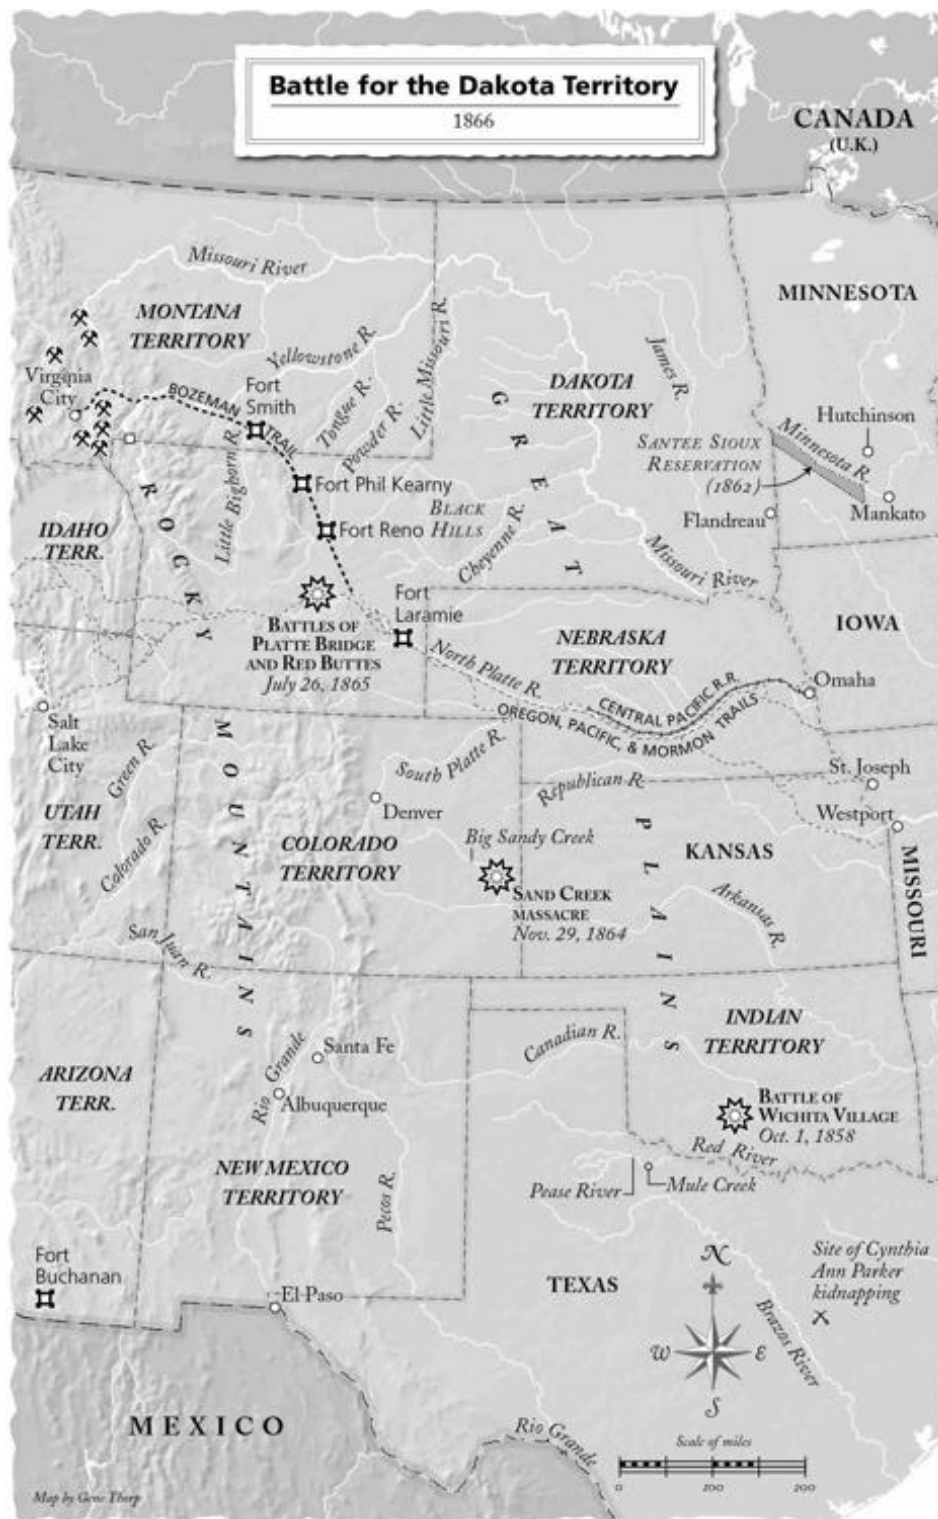 Battle for the Dakota Territory
1866
CANADA
(U.K.)
Missouri River
MONTANA
TERRITORY
MINNESOTA
Virginia
City
BOZEMAN
TRAIL
Fort
Smith
Yellowstone R.
Tongue R.
Powder R.
Little Missouri R.
Little Bighorn R.
DAKOTA
TERRITORY
James R.
Hutchinson
Minnesota R.
SANTEE SIOUX
RESERVATION
(1862)
Mankato
Flandreau
Fort Phil Kearny
Fort Reno
BLACK
HILLS
Cheyenne R.
Missouri River
IDAHO
TERR.
ROCKY
MOUNTAINS
GREAT
PLAINS
BATTLES OF
PLATTE BRIDGE
AND RED BUTTES
July 26, 1865
Fort
Laramie
NEBRASKA
TERRITORY
IOWA
North Platte R.
CENTRAL PACIFIC R.R.
OREGON, PACIFIC, & MORMON TRAILS
Omaha
Salt
Lake
City
Green R.
South Platte R.
Republican R.
St. Joseph
Westport
Denver
UTAH
TERR.
Colorado R.
COLORADO
TERRITORY
Big Sandy Creek
SAND CREEK
MASSACRE
Nov. 29, 1864
KANSAS
Arkansas R.
MISSOURI
San Juan R.
INDIAN
TERRITORY
Canadian R.
Santa Fe
Rio Grande
Albuquerque
ARIZONA
TERR.
BATTLE OF
WICHITA VILLAGE
Oct. 1, 1858
Red River
Pease River
Mule Creek
NEW MEXICO
TERRITORY
Pecos R.
Fort
Buchanan
El Paso
TEXAS
N
W
E
S
Site of Cynthia
Ann Parker
kidnapping
Brazos River
MEXICO
Rio Grande
Scale of miles
0
200
200
Map by Gene Thorp